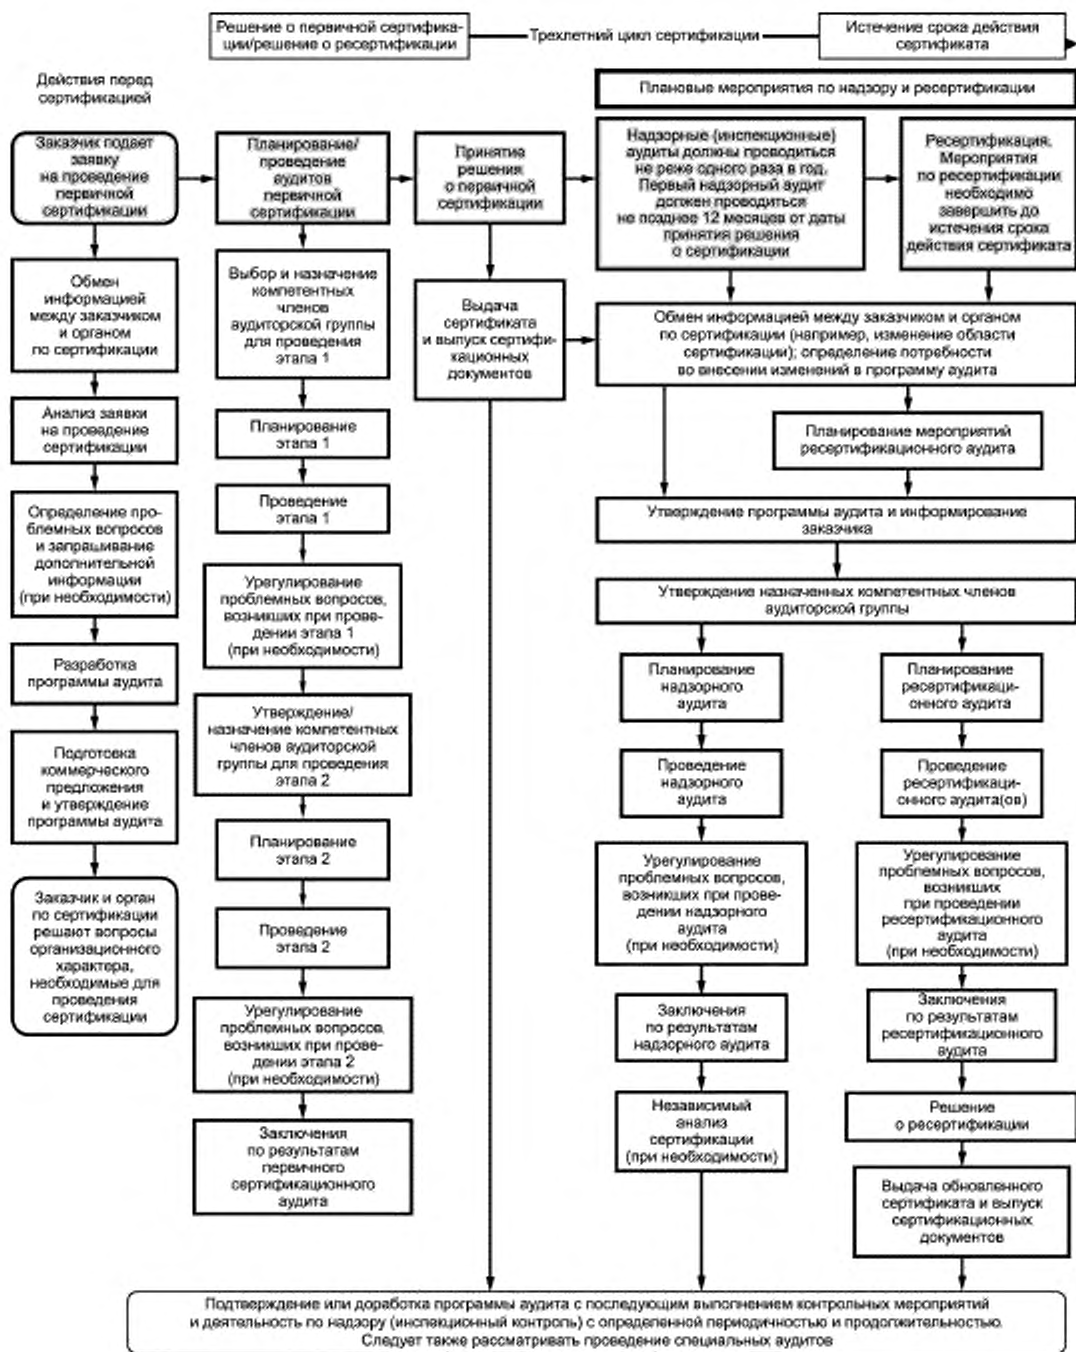 Решение о первичной сертифика-
ции/решение о ресертификации
Трехлетний цикл сертификации
Истечение срока действия
сертификата
Действия перед
сертификацией
Плановые мероприятия по надзору и ресертификации
Заказчик подает
заявку
на проведение
первичной
сертификации
Обмен
информацией
между заказчиком
и органом
по сертификации
Анализ заявки
на проведение
сертификации
Определение про-
блемных вопросов
и запрашивание
дополнительной
информации
(при необходимости)
Разработка
программы аудита
Подготовка
коммерческого
предложения
и утверждение
программы аудита
Заказчик и орган
по сертификации
решают вопросы
организационного
характера,
необходимые для
проведения
сертификации
Планирование/
проведение
аудитов
первичной
сертификации
Выбор и назначение
компетентных
членов
аудиторской группы
для проведения
этапа 1
Планирование
этапа 1
Проведение
этапа 1
Урегулирование
проблемных вопросов,
возникших при прове-
дении этапа 1
(при необходимости)
Утверждение/
назначение компетентных
членов аудиторской
группы для проведения
этапа 2
Планирование
этапа 2
Проведение
этапа 2
Урегулирование
проблемных вопросов,
возникших при прове-
дении этапа 2
(при необходимости)
Заключения
по результатам
первичного
сертификационного
аудита
Принятие
решения
о первичной
сертификации
Выдача
сертификата
и выпуск сертифи-
кационных
документов
Надзорные (инспекционные)
аудиты должны проводиться
не реже одного раза в год.
Первый надзорный аудит
должен проводиться
не позднее 12 месяцев от даты
принятия решения
о сертификации
Ресертификация.
Мероприятия
по ресертификации
необходимо
завершить до
истечения срока
действия сертификата
Обмен информацией между заказчиком и органом
по сертификации (например, изменение области
сертификации); определение потребности
во внесении изменений в программу аудита
Планирование мероприятий
ресертификационного аудита
Утверждение программы аудита и информирование
заказчика
Утверждение назначенных компетентных членов
аудиторской группы
Планирование
надзорного
аудита
Проведение
надзорного
аудита
Урегулирование
проблемных вопросов,
возникших при прове-
дении надзорного
аудита
(при необходимости)
Заключения
по результатам
надзорного аудита
Независимый
анализ
сертификации
(при необходимости)
Планирование
ресертификаци-
онного аудита
Проведение
ресертификаци-
онного аудита(ов)
Урегулирование
проблемных вопросов,
возникших
при проведении
ресертификационного
аудита
(при необходимости)
Заключения
по результатам
ресертификационного
аудита
Решение
о ресертификации
Выдача обновленного
сертификата и выпуск
сертификационных
документов
Подтверждение или доработка программы аудита с последующим выполнением контрольных мероприятий
и деятельность по надзору (инспекционный контроль) с определенной периодичностью и продолжительностью.
Следует также рассматривать проведение специальных аудитов